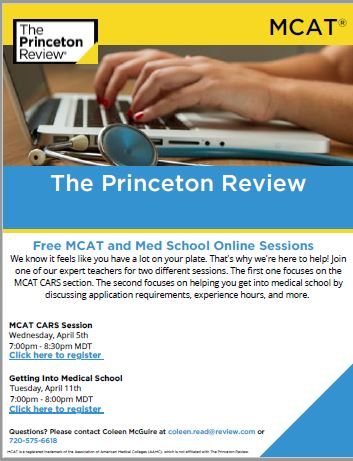 The
Princeton
Review®
MCAT®
The Princeton Review
Free MCAT and Med School Online Sessions
We know it feels like you have a lot on your plate. That's why we're here to help! Join
one of our expert teachers for two different sessions. The first one focuses on the
MCAT CARS section. The second focuses on helping you get into medical school by
discussing application requirements, experience hours, and more.
MCAT CARS Session
Wednesday, April 5th
7:00pm - 8:30pm MDT
Click here to register
Getting Into Medical School
Tuesday, April 11th
7:00pm - 8:00pm MDT
Click here to register
Questions? Please contact Coleen McGuire at coleen.read@review.com or
720-575-6618
MCAT is a registered trademark of the Association of American Medical Colleges (AAMC), which is not affiliated with The Princeton Review.